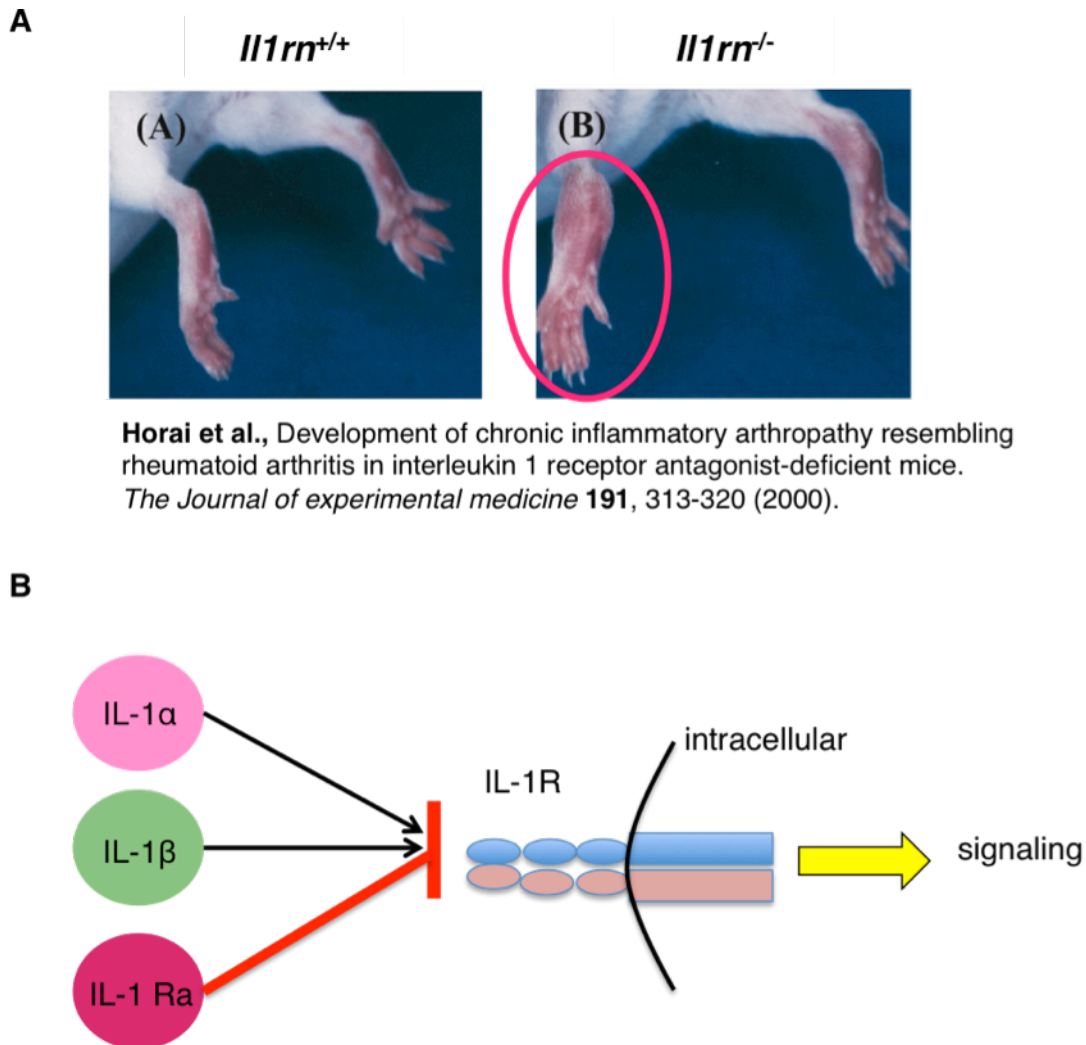 A
Il1rn+/+
Il1rn-/-
(A)
(B)
Horai et al., Development of chronic inflammatory arthropathy resembling
rheumatoid arthritis in interleukin 1 receptor antagonist-deficient mice.
The Journal of experimental medicine 191, 313-320 (2000).
B
IL-1α
intracellular
IL-1R
IL-1β
signaling
IL-1 Ra